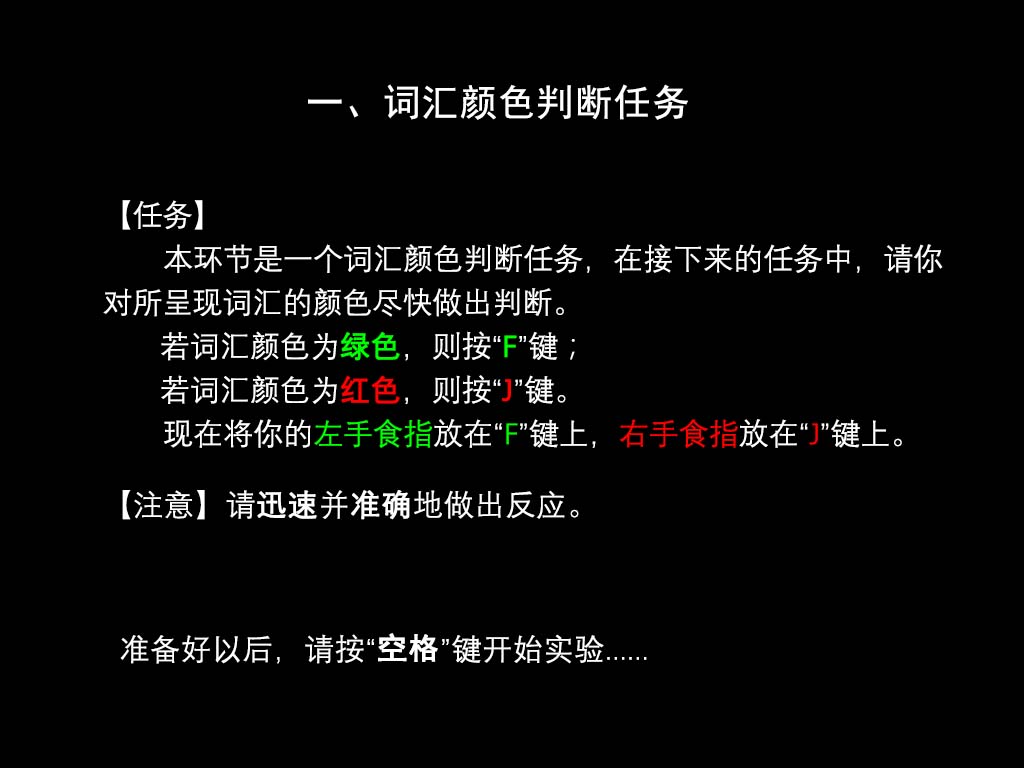 一、词汇颜色判断任务
【任务】
本环节是一个词汇颜色判断任务，在接下来的任务中，请你
对所呈现词汇的颜色尽快做出判断。
若词汇颜色为绿色，则按“F”键；
若词汇颜色为红色，则按“J”键。
现在将你的左手食指放在“F”键上，右手食指放在“J”键上。
【注意】请迅速并准确地做出反应。
准备好以后，请按“空格”键开始实验......